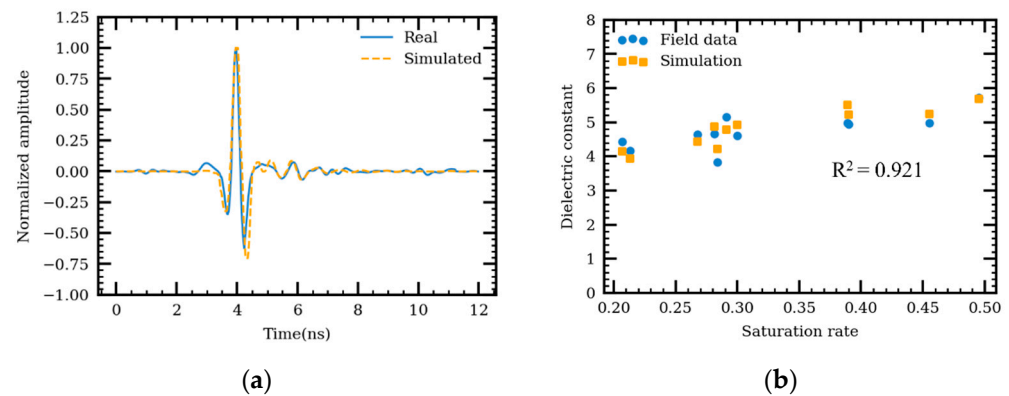 1.25
1.00
0.75
0.50
0.25
0.00
−0.25
−0.50
−0.75
−1.00
Normalized amplitude
Real
Simulated
0 2 4 6 8 10 12
Time(ns)
(a)
8
7
6
5
4
3
2
1
0
Dielectric constant
Field data
Simulation
R² = 0.921
0.20 0.25 0.30 0.35 0.40 0.45 0.50
Saturation rate
(b)